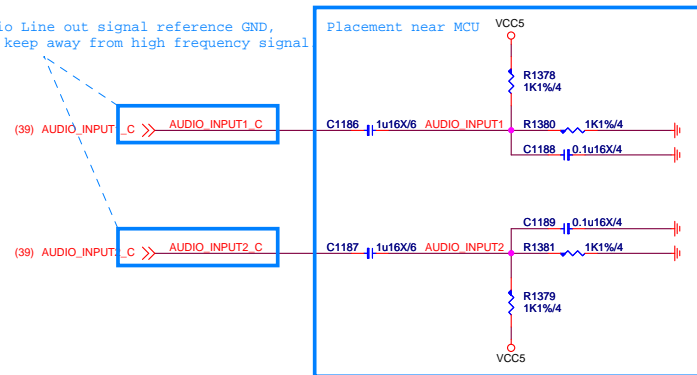 io Line out signal reference GND,
keep away from high frequency signal
Placement near MCU
VCC5
R1378
1K1%/4
(39) AUDIO_INPUT1_C
AUDIO_INPUT1_C
C1186
1u16X/6
AUDIO_INPUT1
R1380
1K1%/4
C1188
0.1u16X/4
C1189
0.1u16X/4
(39) AUDIO_INPUT2_C
AUDIO_INPUT2_C
C1187
1u16X/6
AUDIO_INPUT2
R1381
1K1%/4
R1379
1K1%/4
VCC5